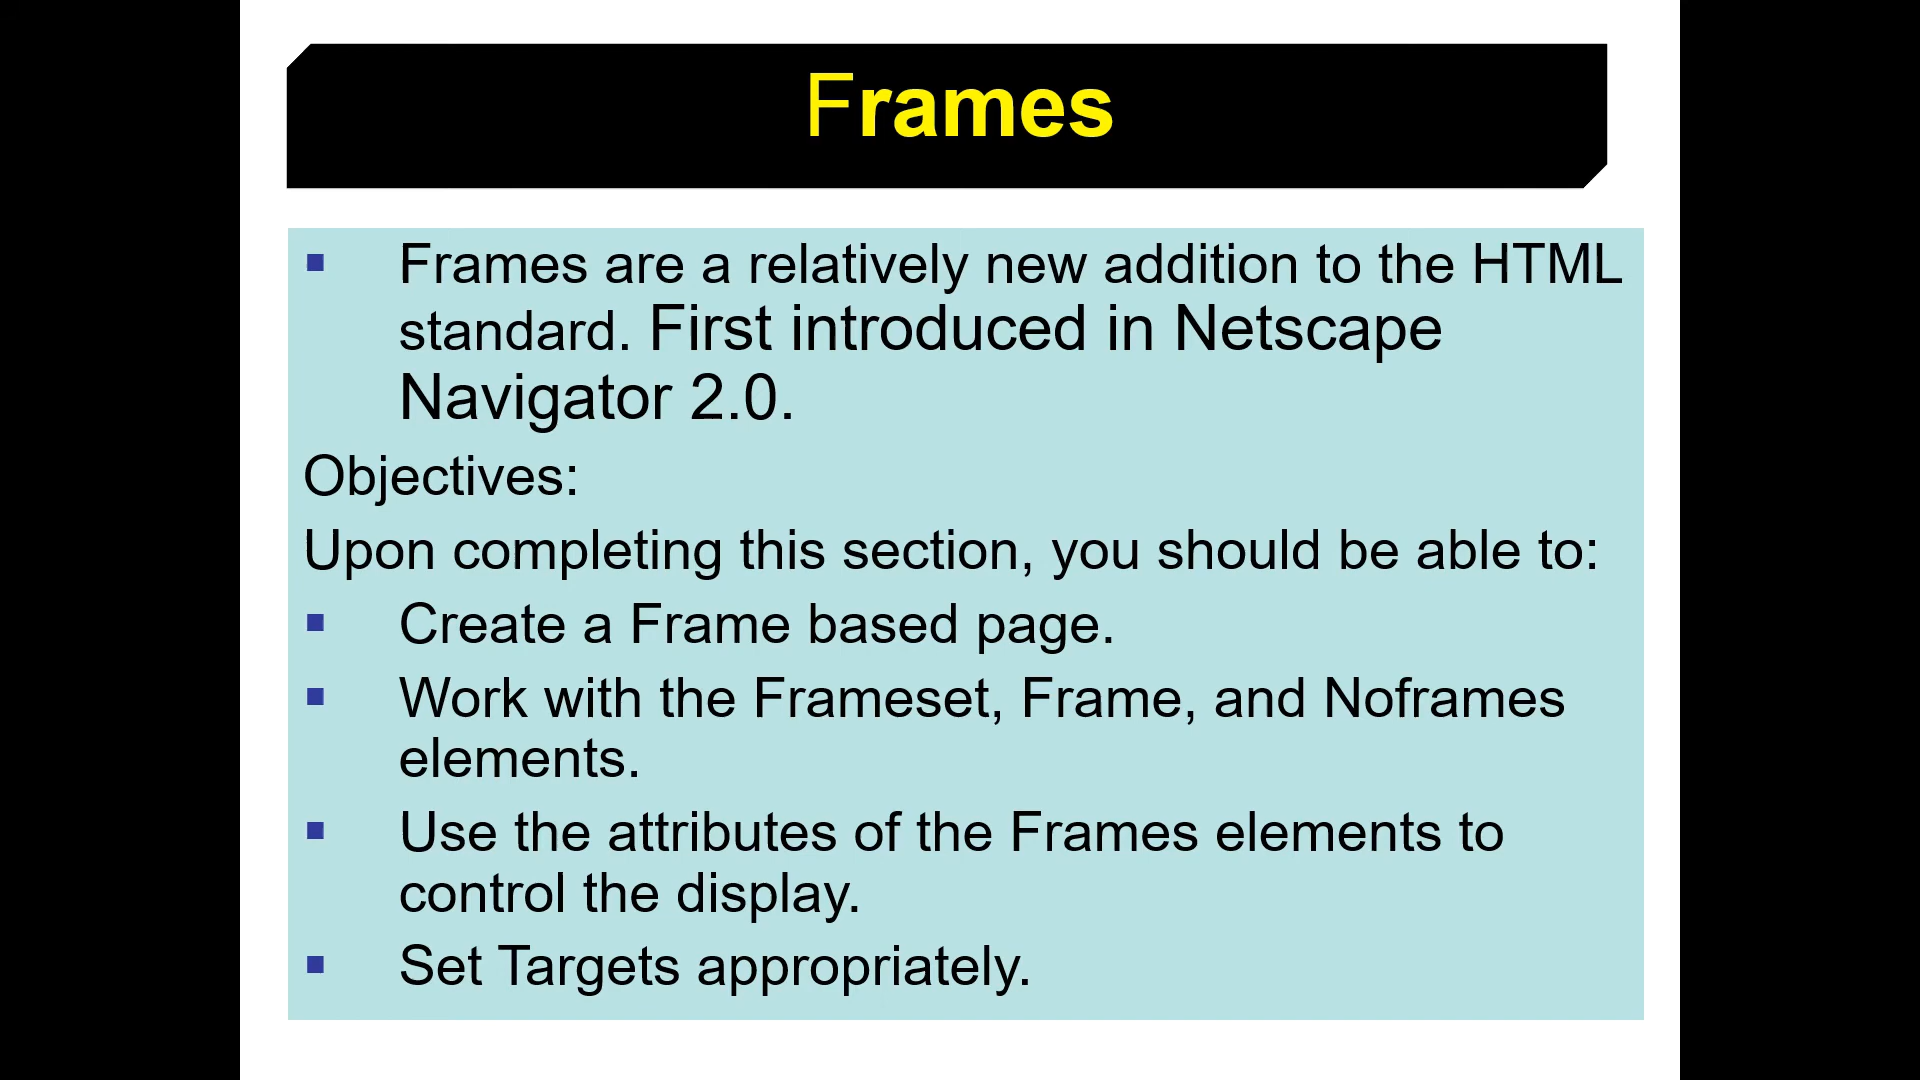 Frames
▪ Frames are a relatively new addition to the HTML
standard. First introduced in Netscape
Navigator 2.0.
Objectives:
Upon completing this section, you should be able to:
▪ Create a Frame based page.
▪ Work with the Frameset, Frame, and Noframes
elements.
▪ Use the attributes of the Frames elements to
control the display.
▪ Set Targets appropriately.